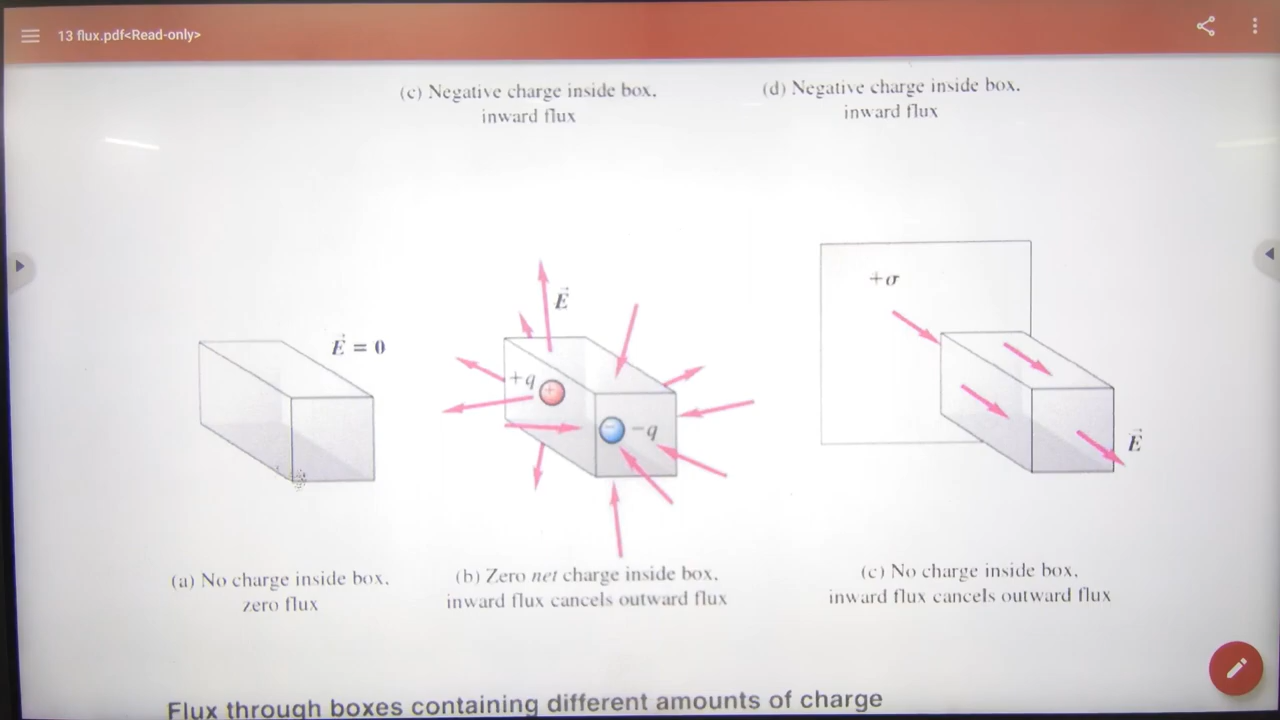 13 flux.pdf<Read-only>
(c) Negative charge inside box,
inward flux
(d) Negative charge inside box,
inward flux
E⃗ = 0
(a) No charge inside box,
zero flux
E⃗
+q
−q
(b) Zero net charge inside box,
inward flux cancels outward flux
+σ
E⃗
(c) No charge inside box,
inward flux cancels outward flux
Flux through boxes containing different amounts of charge